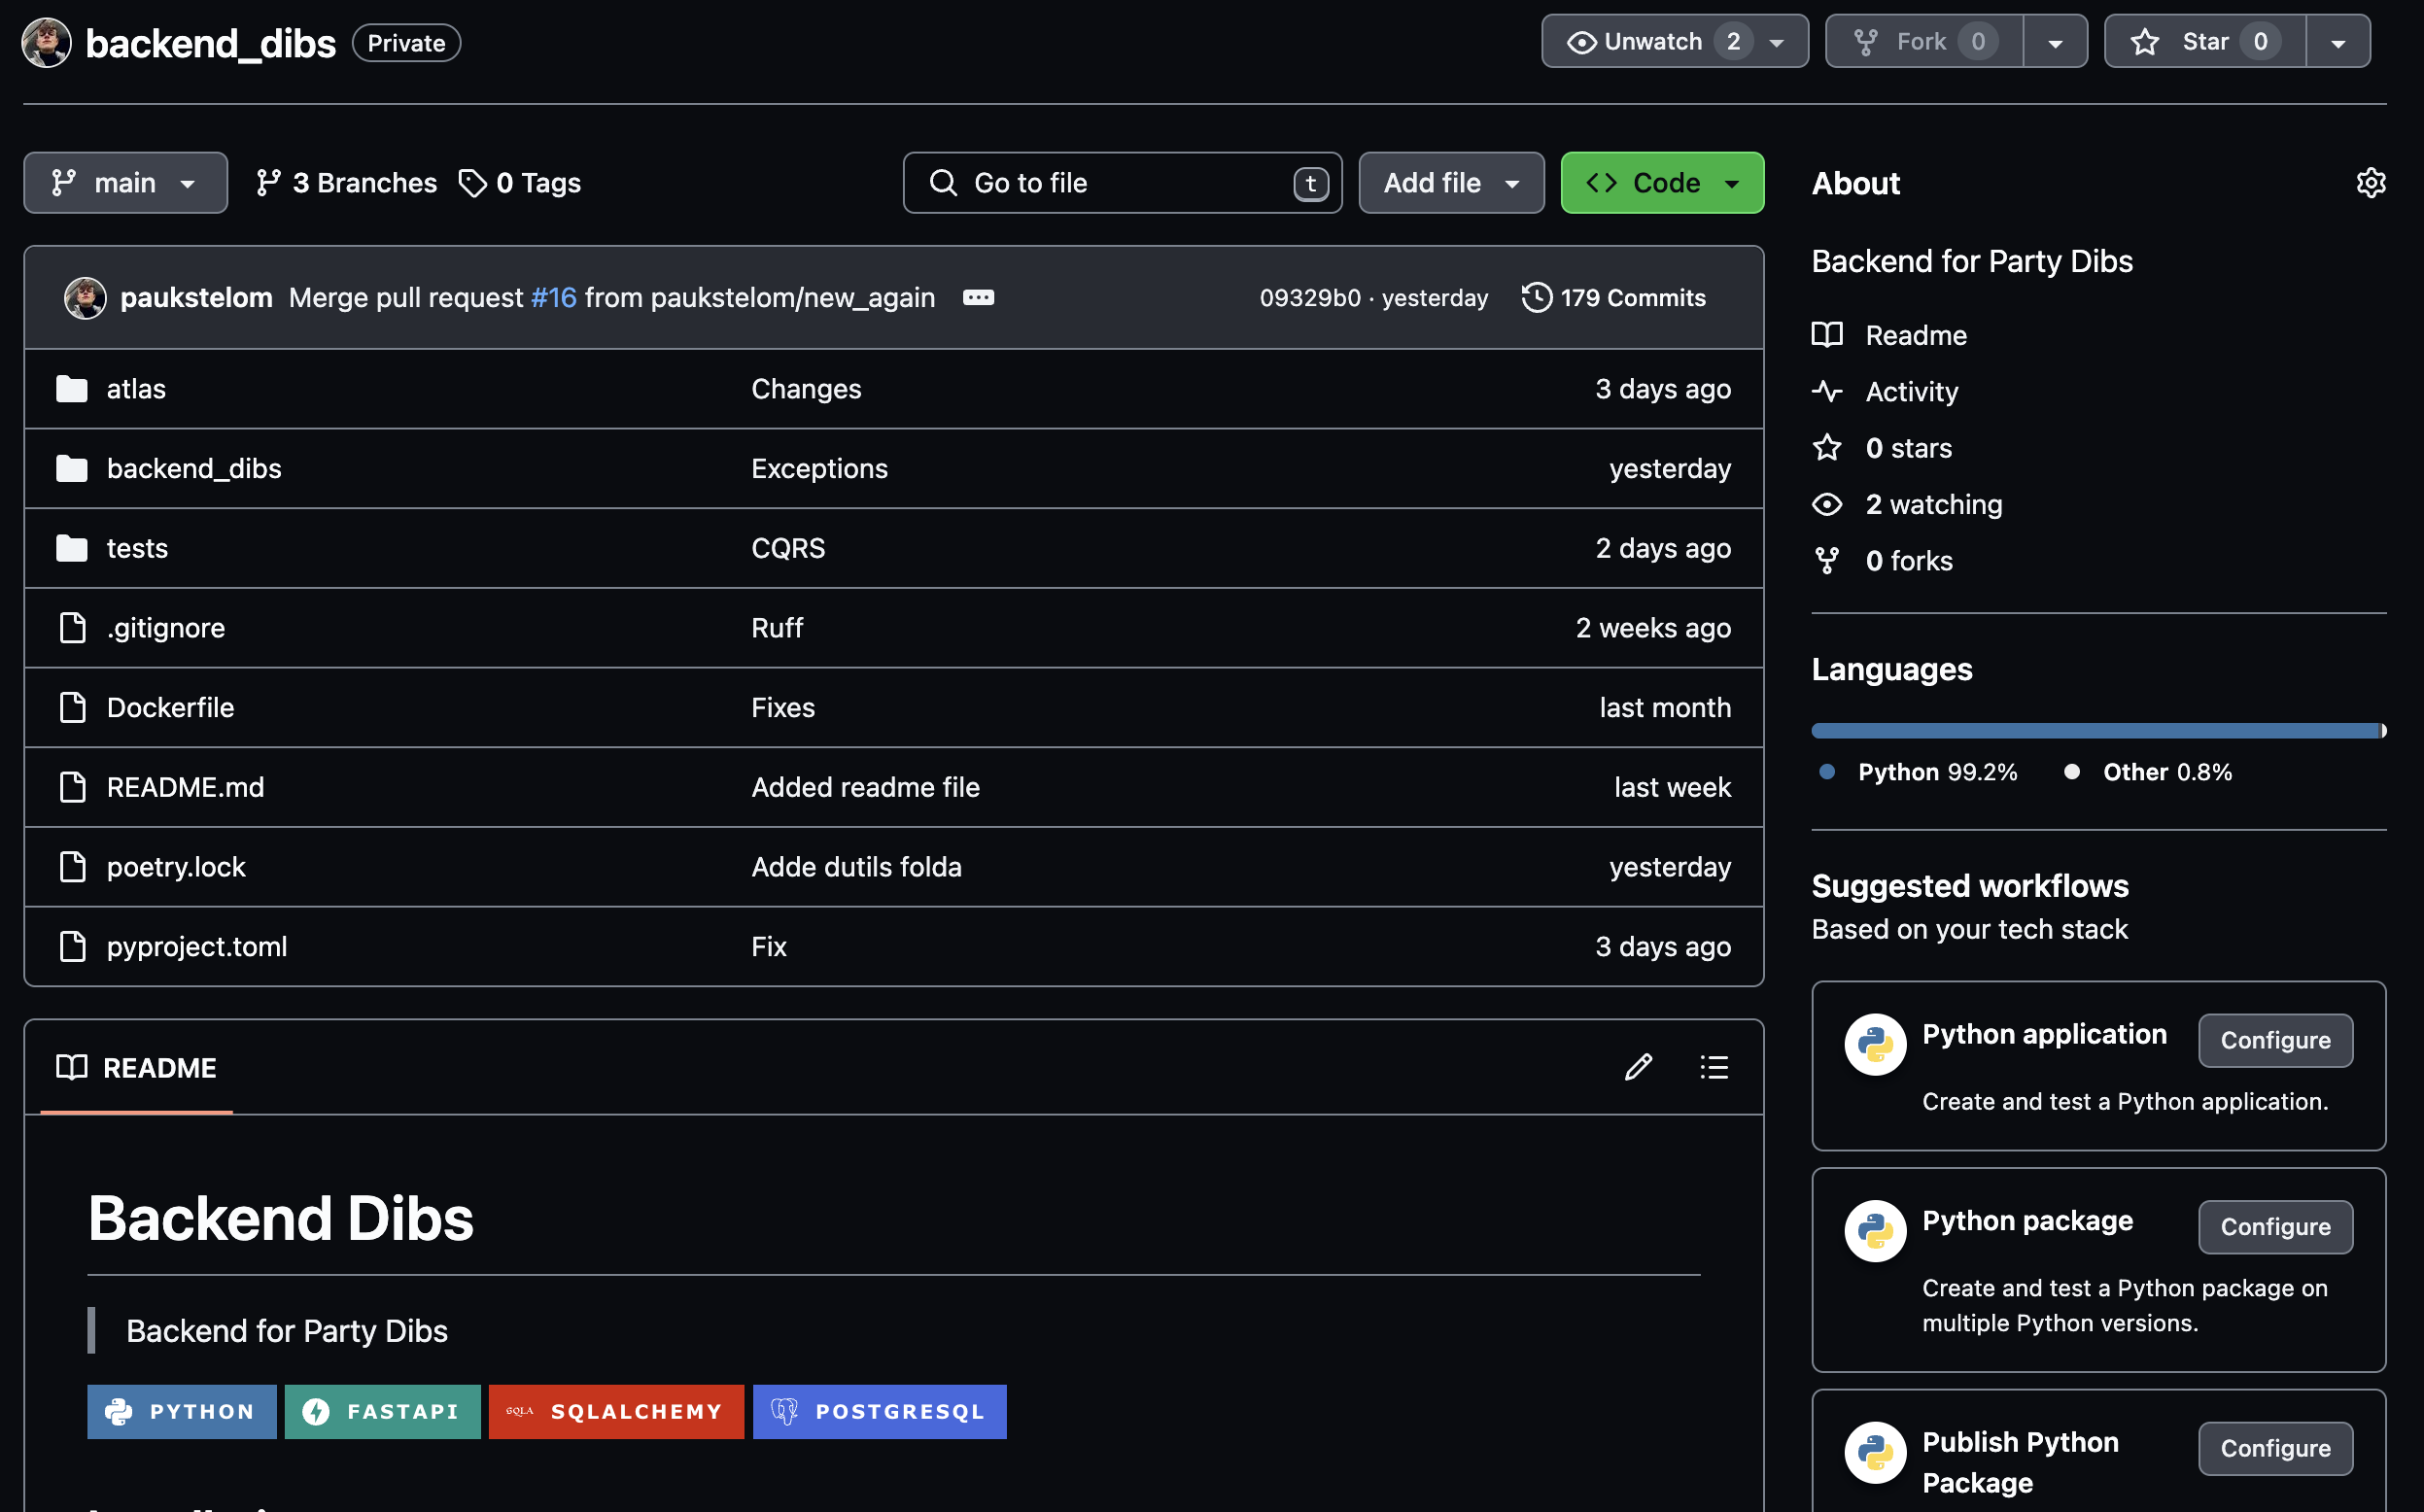 backend_dibs Private Unwatch 2 Fork 0 Star 0
main 3 Branches 0 Tags Go to file t Add file Code
paukstelom Merge pull request #16 from paukstelom/new_again 09329b0 · yesterday 179 Commits
atlas Changes 3 days ago
backend_dibs Exceptions yesterday
tests CQRS 2 days ago
.gitignore Ruff 2 weeks ago
Dockerfile Fixes last month
README.md Added readme file last week
poetry.lock Adde dutils folda yesterday
pyproject.toml Fix 3 days ago
README
Backend Dibs
Backend for Party Dibs
PYTHON FASTAPI SQLA SQLALCHEMY POSTGRESQL
About
Backend for Party Dibs
Readme
Activity
0 stars
2 watching
0 forks
Languages
Python 99.2% Other 0.8%
Suggested workflows
Based on your tech stack
Python application Configure
Create and test a Python application.
Python package Configure
Create and test a Python package on
multiple Python versions.
Publish Python Configure
Package